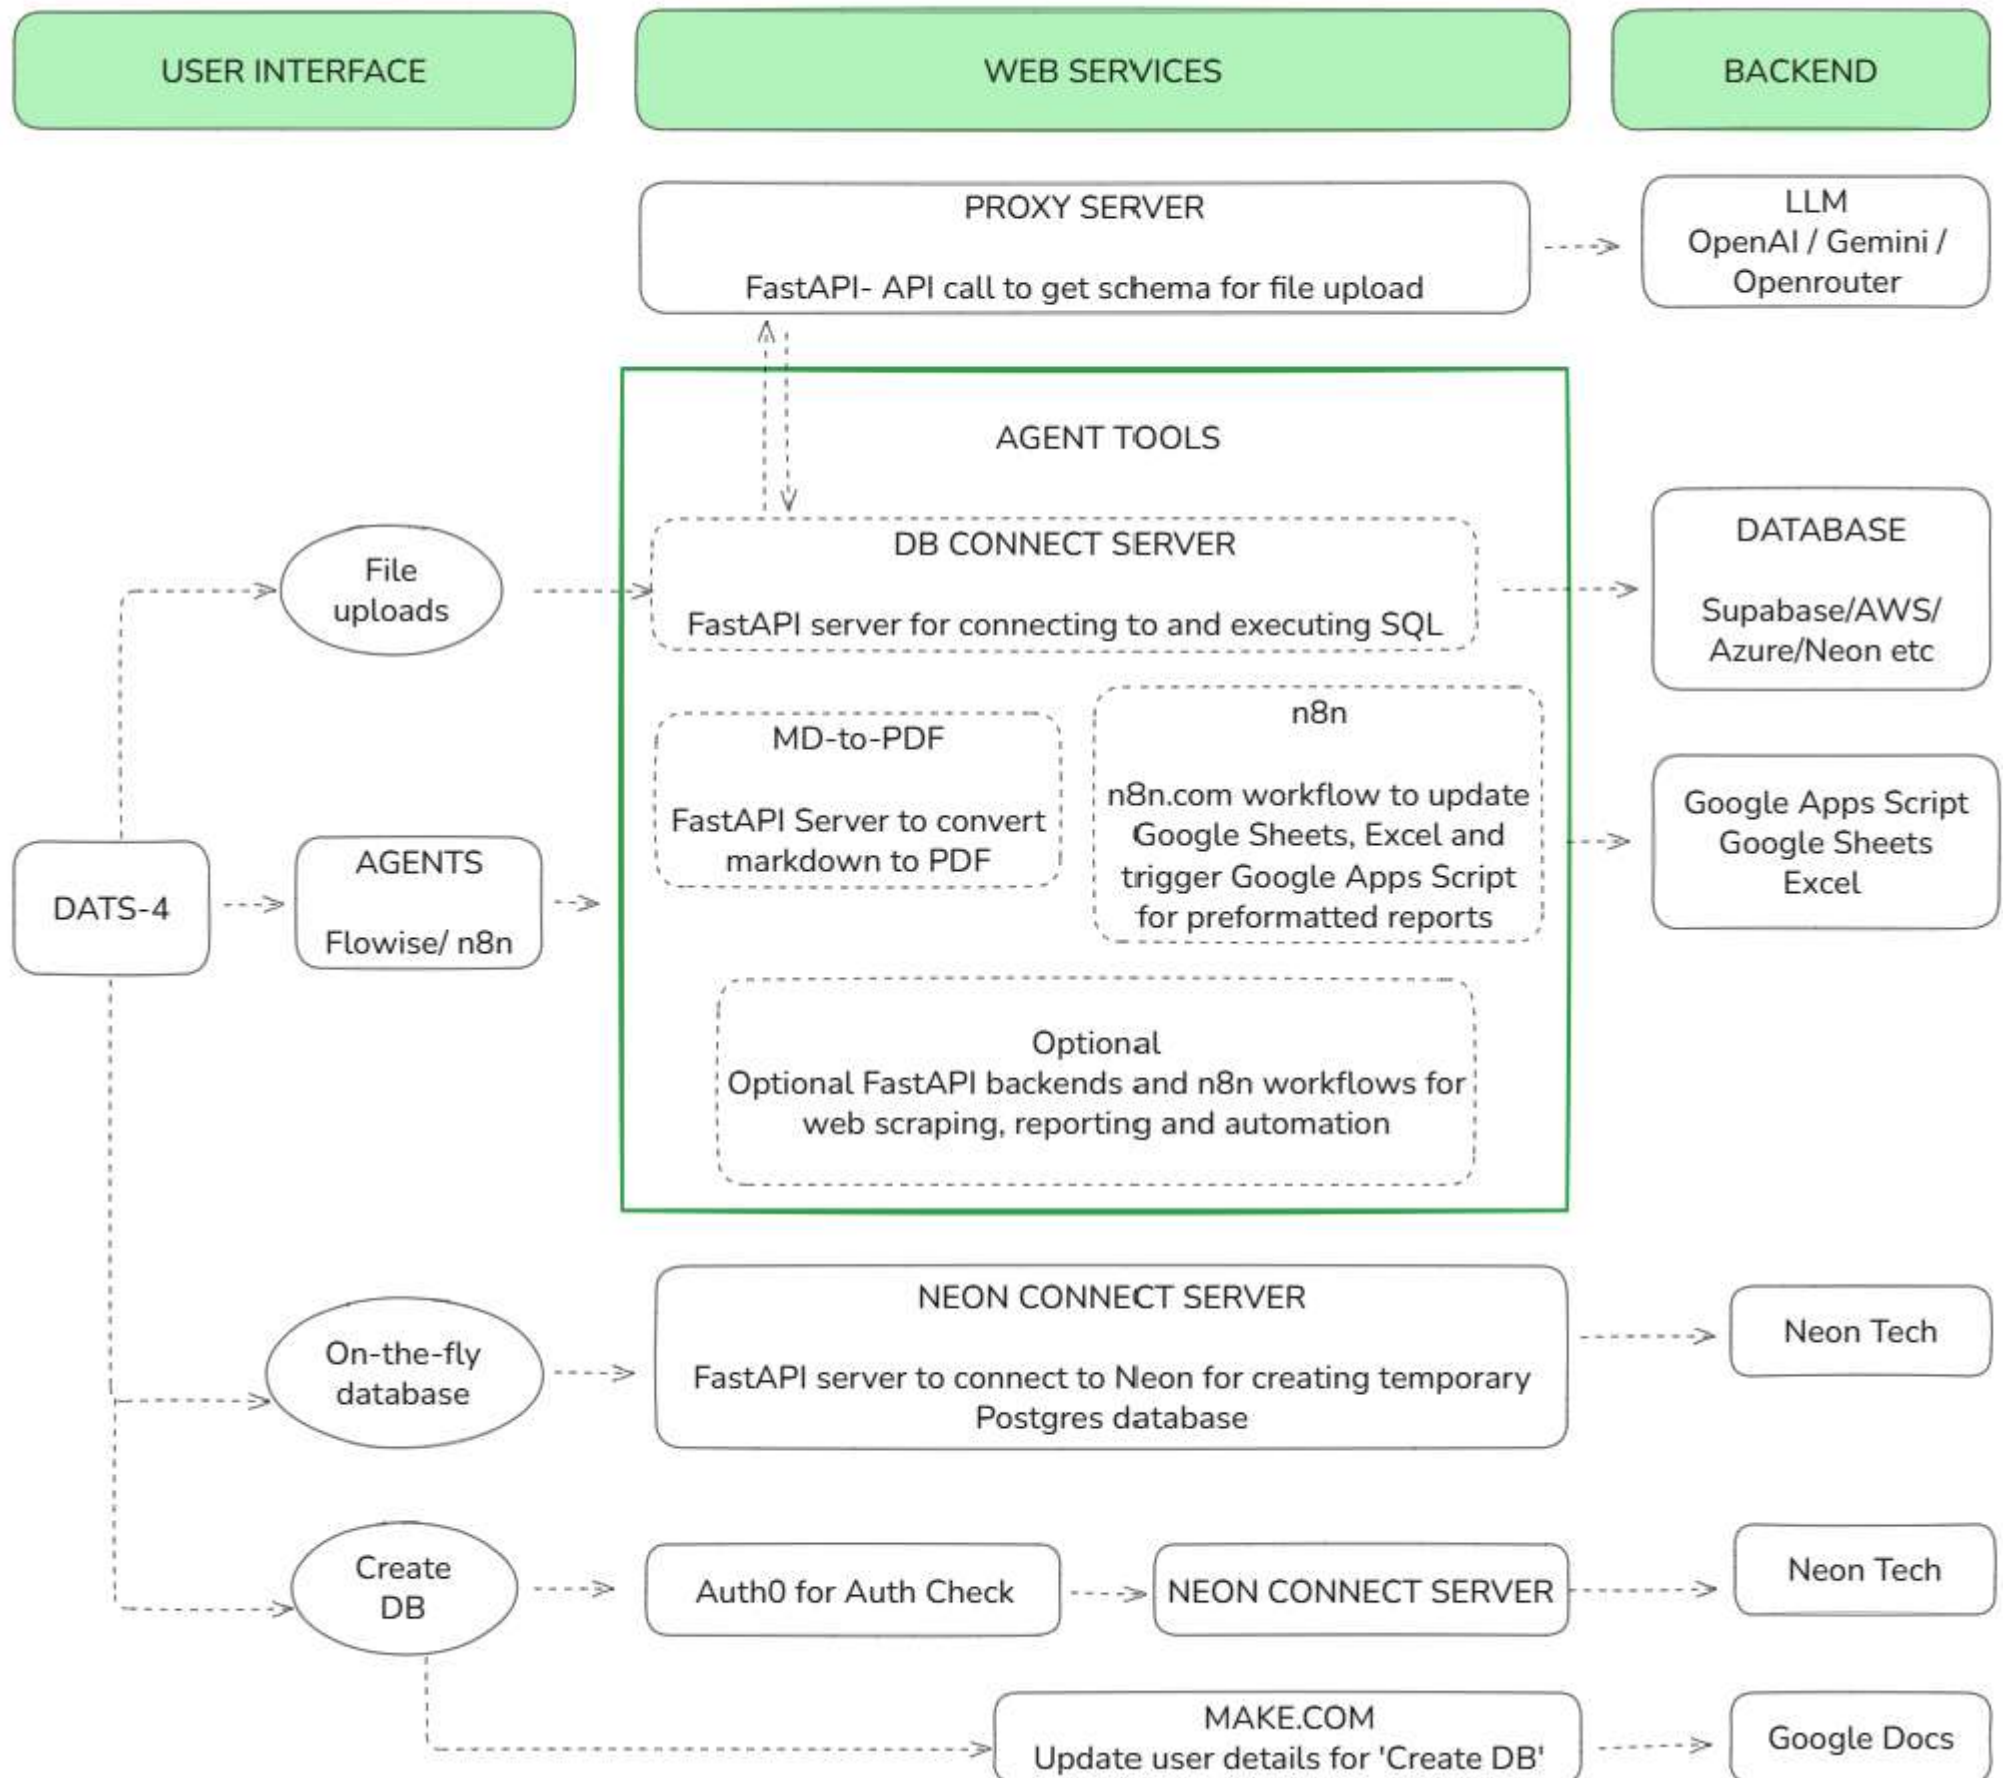 USER INTERFACE
WEB SERVICES
BACKEND
PROXY SERVER
FastAPI- API call to get schema for file upload
LLM
OpenAI / Gemini /
Openrouter
AGENT TOOLS
File
uploads
DB CONNECT SERVER
FastAPI server for connecting to and executing SQL
DATABASE
Supabase/AWS/
Azure/Neon etc
MD-to-PDF
FastAPI Server to convert
markdown to PDF
n8n
n8n.com workflow to update
Google Sheets, Excel and
trigger Google Apps Script
for preformatted reports
Google Apps Script
Google Sheets
Excel
DATS-4
AGENTS
Flowise/ n8n
Optional
Optional FastAPI backends and n8n workflows for
web scraping, reporting and automation
On-the-fly
database
NEON CONNECT SERVER
FastAPI server to connect to Neon for creating temporary
Postgres database
Neon Tech
Create
DB
Auth0 for Auth Check
NEON CONNECT SERVER
Neon Tech
MAKE.COM
Update user details for 'Create DB'
Google Docs